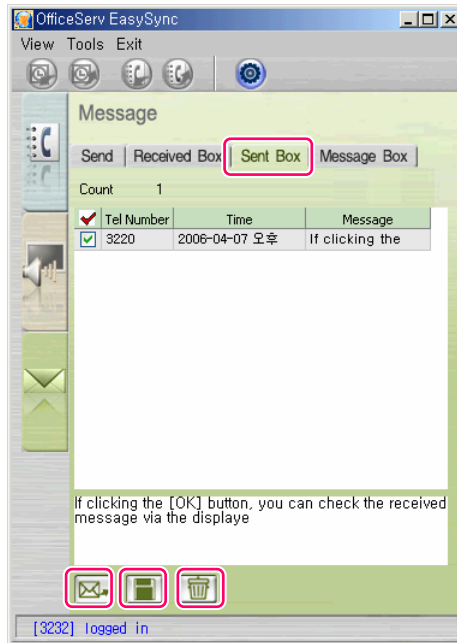 OfficeServ EasySync
View Tools Exit
Message
Send | Received Box | Sent Box | Message Box |
Count 1
Tel Number Time Message
3220 2006-04-07 오후 If clicking the
If clicking the [OK] button, you can check the received
message via the displaye
[3232] logged in